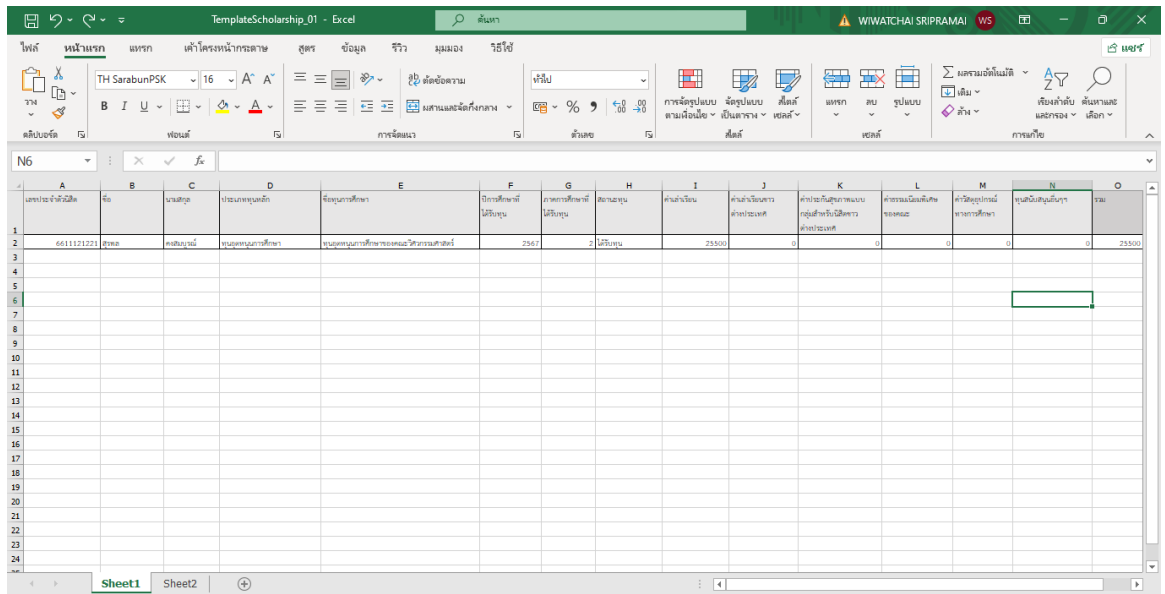 TemplateScholarship_01 - Excel
ค้นหา
WIWATCHAI SRIPRAMAI WS
ไฟล์ หน้าแรก แทรก เค้าโครงหน้ากระดาษ สูตร ข้อมูล รีวิว มุมมอง วิธีใช้ แชร์
วาง
คลิปบอร์ด
TH SarabunPSK 16 A A
B I U A
ฟอนต์
ab ตัดข้อความ
ผสานและจัดกึ่งกลาง
การจัดแนว
ทั่วไป
% 9 .00 .00
ตัวเลข
การจัดรูปแบบ จัดรูปแบบ สไตล์
ตามเงื่อนไข เป็นตาราง เซลล์
สไตล์
แทรก ลบ รูปแบบ
เซลล์
ผลรวมอัตโนมัติ
เติม
ล้าง
เรียงลำดับ ค้นหาและ
และกรอง เลือก
การแก้ไข
N6 fx
A B C D E F G H I J K L M N O
1 เลขประจำตัวนิสิต ชื่อ นามสกุล ประเภททุนหลัก ชื่อทุนการศึกษา ปีการศึกษาที่ได้รับทุน ภาคการศึกษาที่ได้รับทุน สถานะทุน ค่าเล่าเรียน ค่าเล่าเรียนชาวต่างประเทศ ค่าประกันสุขภาพแบบกลุ่มสำหรับนิสิตชาวต่างประเทศ ค่าธรรมเนียมพิเศษของคณะ ค่าวัสดุอุปกรณ์ทางการศึกษา ทุนสนับสนุนอื่นๆ รวม
2 6611121221 สุรพล คงสมบูรณ์ ทุนอุดหนุนการศึกษา ทุนอุดหนุนการศึกษาของคณะวิศวกรรมศาสตร์ 2567 2 ได้รับทุน 25500 0 0 0 0 0 25500
3
4
5
6
7
8
9
10
11
12
13
14
15
16
17
18
19
20
21
22
23
24
Sheet1 Sheet2